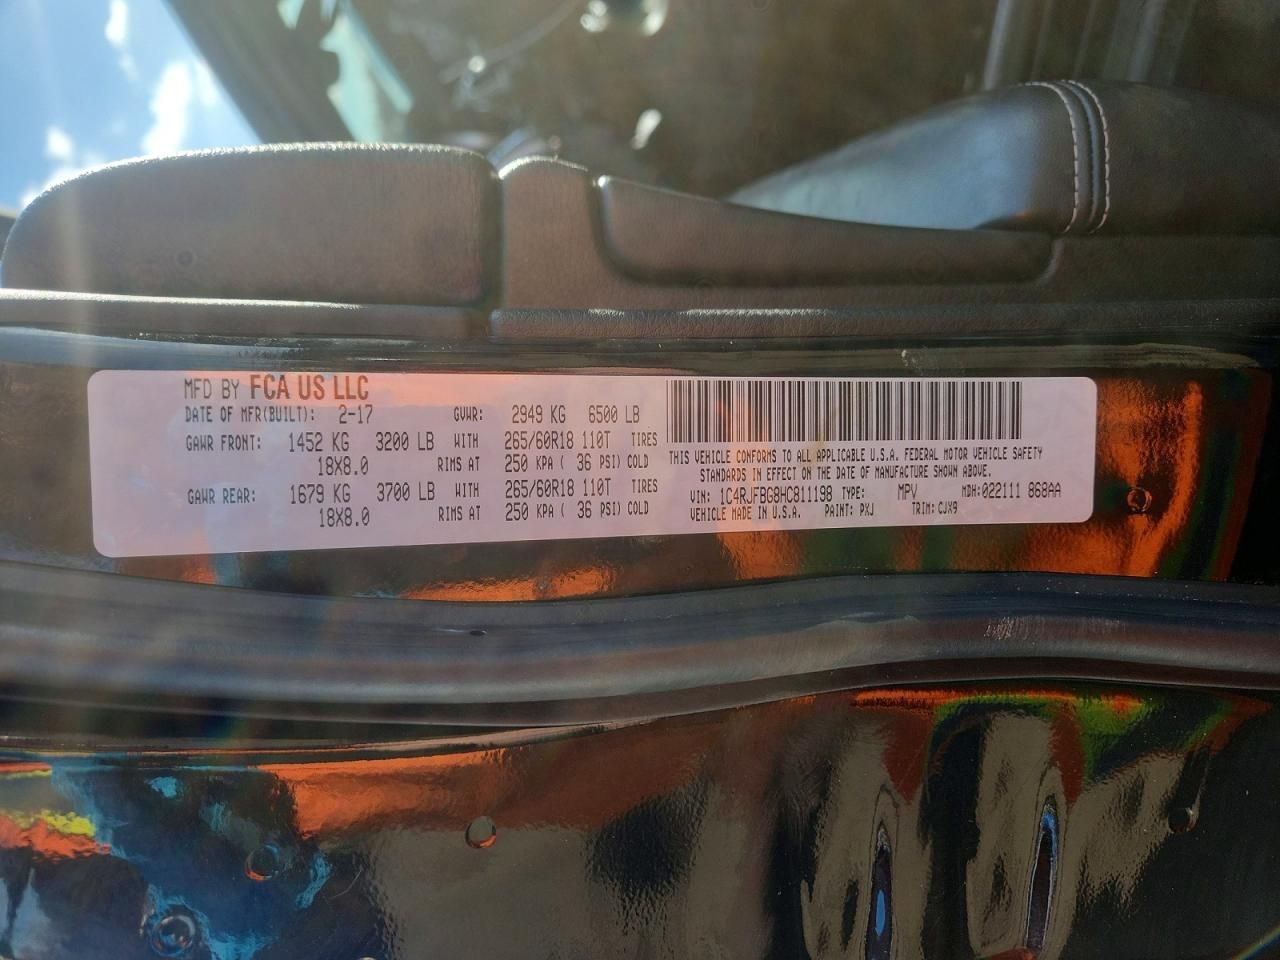 MFD BY FCA US LLC
DATE OF MFR(BUILT): 2-17 GVWR: 2949 KG 6500 LB
GAWR FRONT: 1452 KG 3200 LB WITH 265/60R18 110T TIRES
18X8.0 RIMS AT 250 KPA ( 36 PSI) COLD
GAWR REAR: 1679 KG 3700 LB WITH 265/60R18 110T TIRES
18X8.0 RIMS AT 250 KPA ( 36 PSI) COLD
THIS VEHICLE CONFORMS TO ALL APPLICABLE U.S.A. FEDERAL MOTOR VEHICLE SAFETY
STANDARDS IN EFFECT ON THE DATE OF MANUFACTURE SHOWN ABOVE.
VIN: 1C4RJFBG8HC811198 TYPE: MPV MDH:022111 868AA
VEHICLE MADE IN U.S.A. PAINT: PXJ TRIM: CJX9